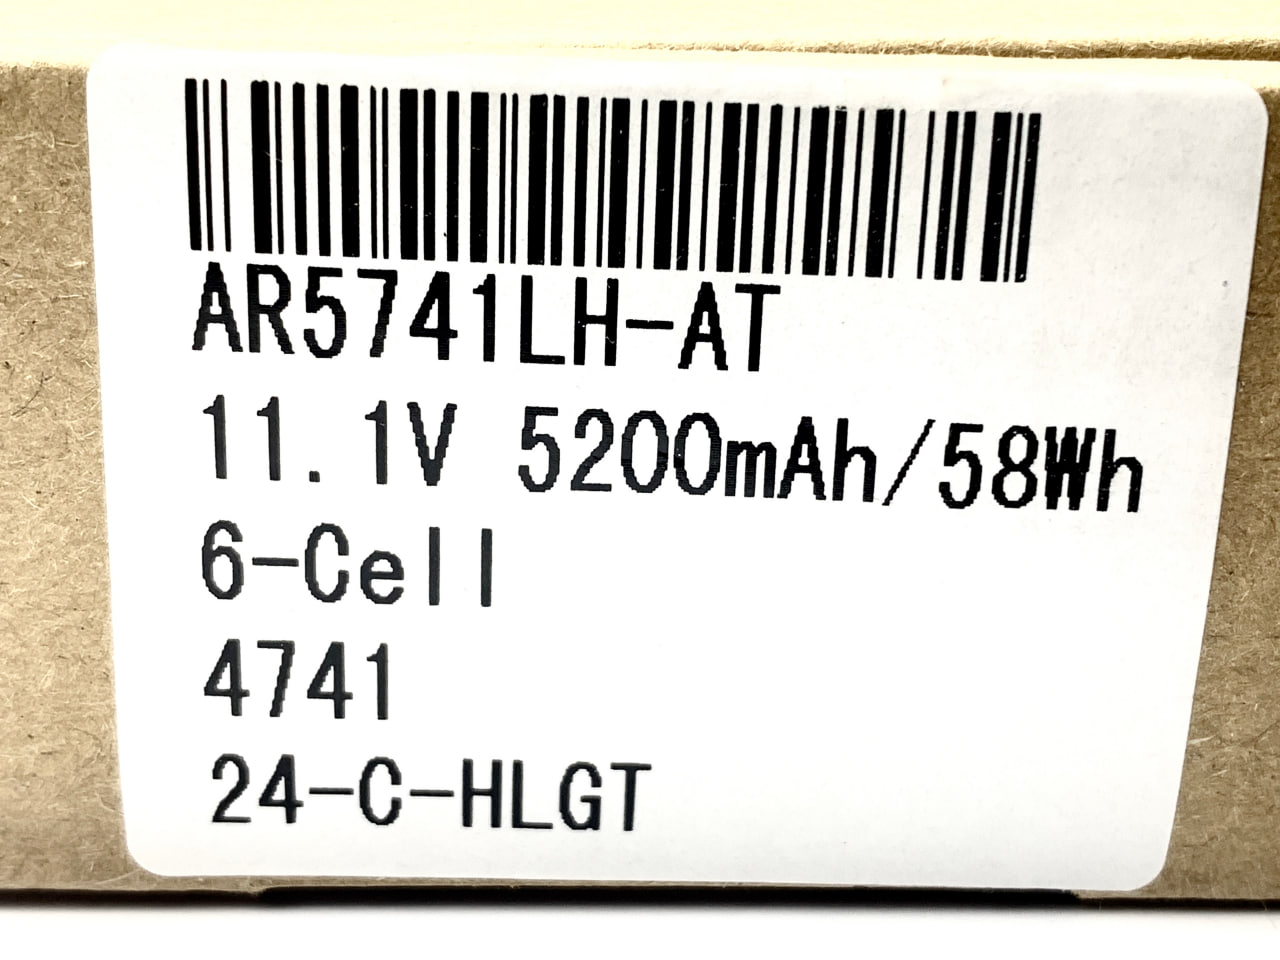 AR5741LH-AT
11.1V 5200mAh/58Wh
6-Cell
4741
24-C-HLGT